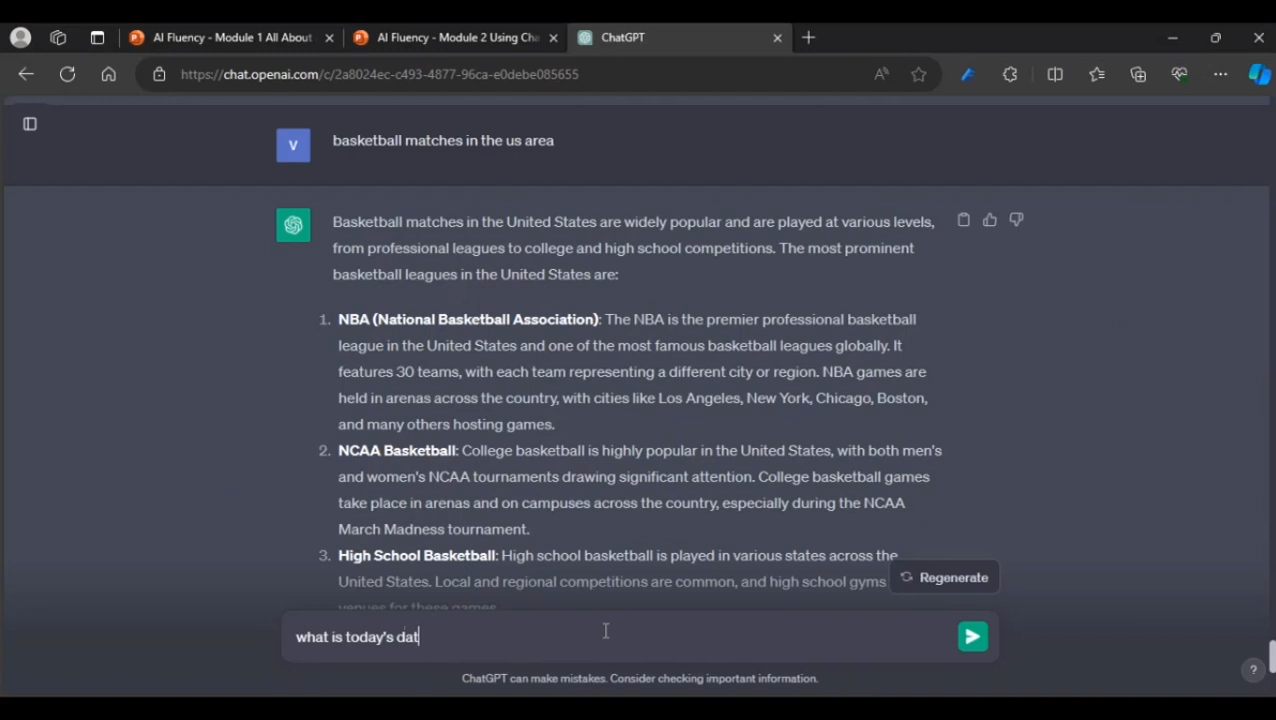 AI Fluency - Module 1 All About
AI Fluency - Module 2 Using Cha
ChatGPT
https://chat.openai.com/c/2a8024ec-c493-4877-96ca-e0debe085655
V
basketball matches in the us area
Basketball matches in the United States are widely popular and are played at various levels,
from professional leagues to college and high school competitions. The most prominent
basketball leagues in the United States are:
1. NBA (National Basketball Association): The NBA is the premier professional basketball
league in the United States and one of the most famous basketball leagues globally. It
features 30 teams, with each team representing a different city or region. NBA games are
held in arenas across the country, with cities like Los Angeles, New York, Chicago, Boston,
and many others hosting games.
2. NCAA Basketball: College basketball is highly popular in the United States, with both men's
and women's NCAA tournaments drawing significant attention. College basketball games
take place in arenas and on campuses across the country, especially during the NCAA
March Madness tournament.
3. High School Basketball: High school basketball is played in various states across the
United States. Local and regional competitions are common, and high school gyms
Regenerate
venues for these games.
what is today's dat
ChatGPT can make mistakes. Consider checking important information.
?